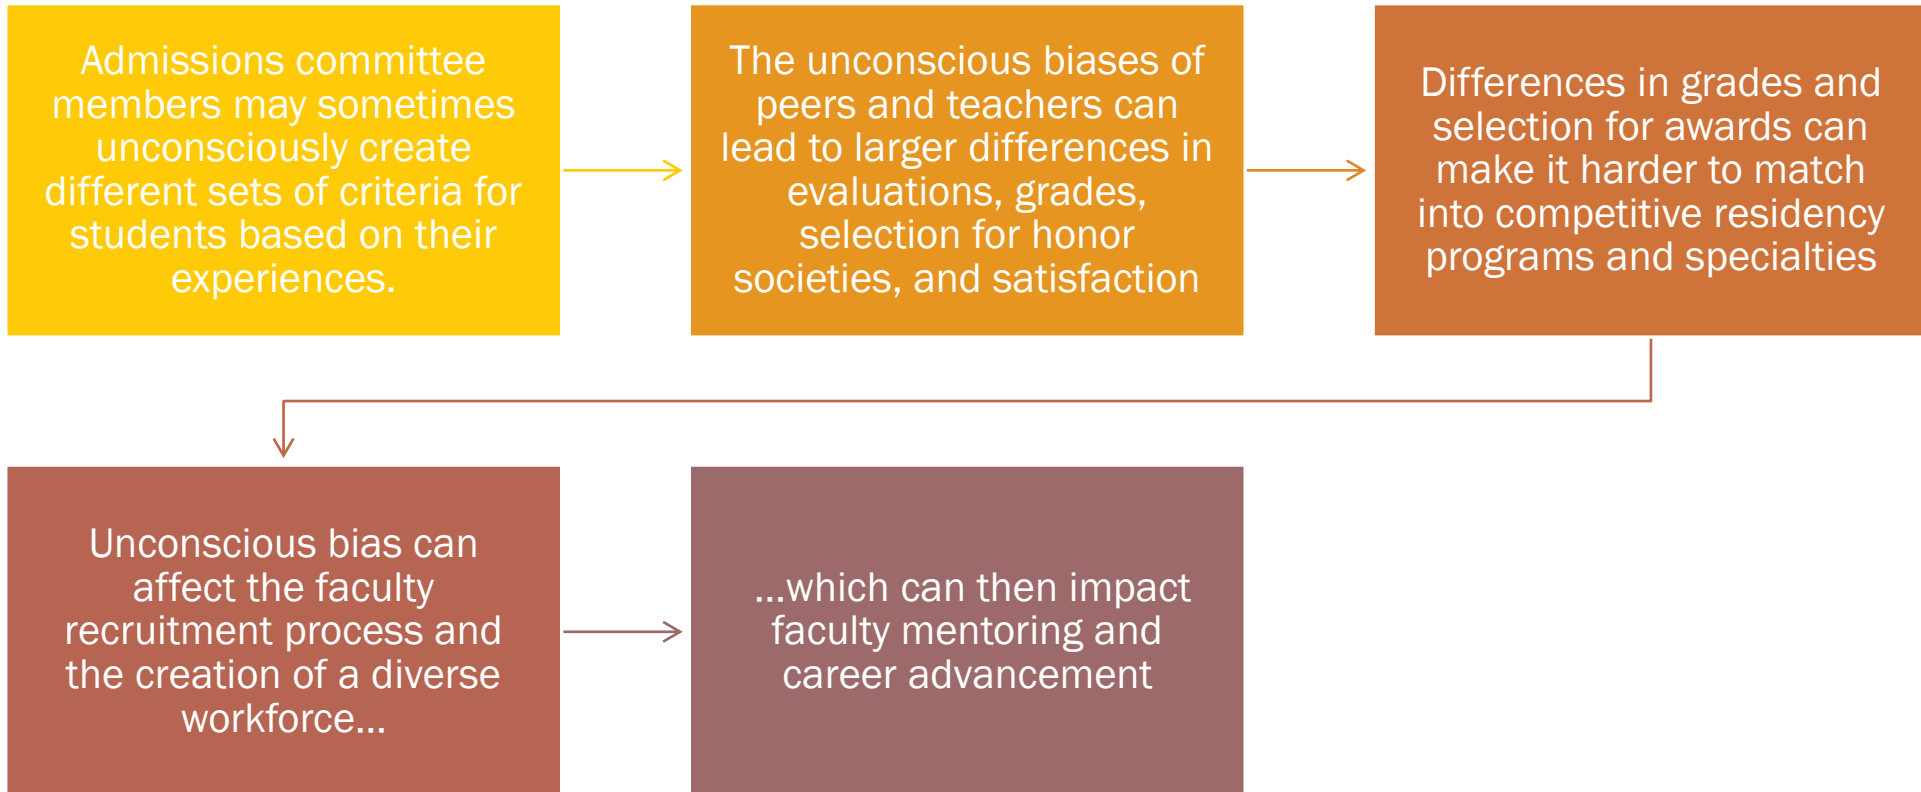 Admissions committee
members may sometimes
unconsciously create
different sets of criteria for
students based on their
experiences.
The unconscious biases of
peers and teachers can
lead to larger differences in
evaluations, grades,
selection for honor
societies, and satisfaction
Differences in grades and
selection for awards can
make it harder to match
into competitive residency
programs and specialties
Unconscious bias can
affect the faculty
recruitment process and
the creation of a diverse
workforce...
...which can then impact
faculty mentoring and
career advancement